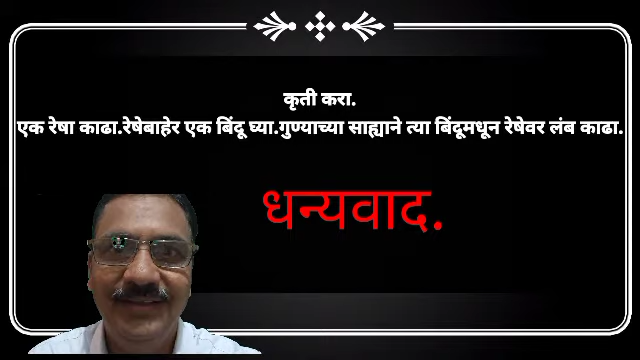 कृती करा.
एक रेषा काढा.रेषेबाहेर एक बिंदू घ्या.गुण्याच्या साह्याने त्या बिंदूमधून रेषेवर लंब काढा.
धन्यवाद.